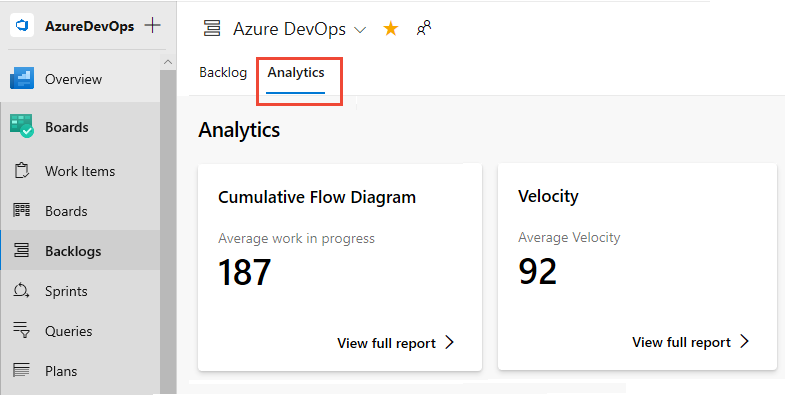 AzureDevOps
Overview
Boards
Work Items
Boards
Backlogs
Sprints
Queries
Plans
Azure DevOps
Backlog Analytics
Analytics
Cumulative Flow Diagram
Average work in progress
187
View full report
Velocity
Average Velocity
92
View full report